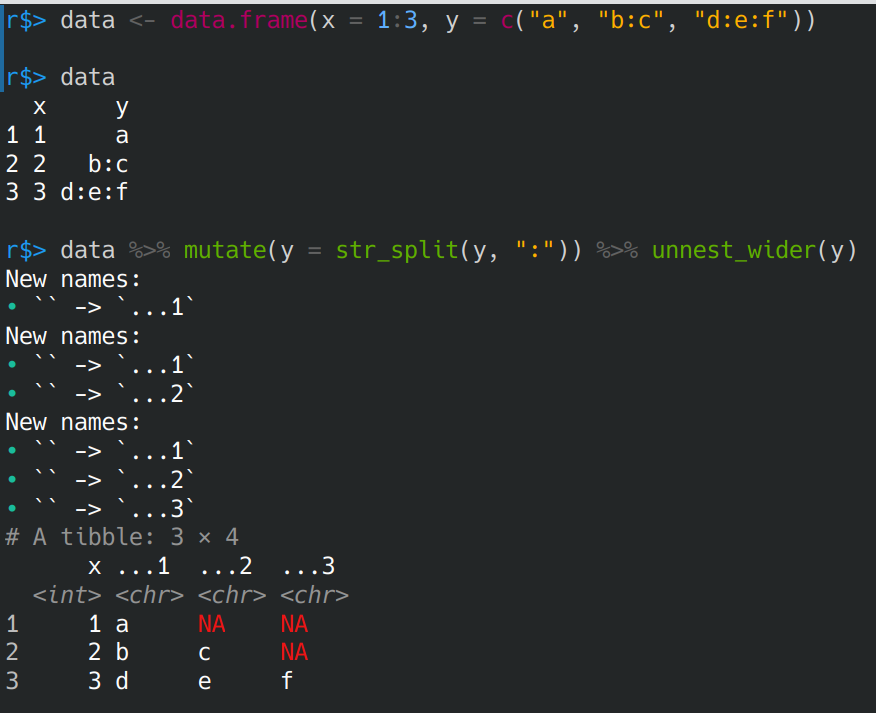 r$> data <- data.frame(x = 1:3, y = c("a", "b:c", "d:e:f"))
r$> data
  x     y
1 1     a
2 2   b:c
3 3 d:e:f
r$> data %>% mutate(y = str_split(y, ":")) %>% unnest_wider(y)
New names:
• `` -> `...1`
New names:
• `` -> `...1`
• `` -> `...2`
New names:
• `` -> `...1`
• `` -> `...2`
• `` -> `...3`
# A tibble: 3 × 4
      x ...1  ...2  ...3
  <int> <chr> <chr> <chr>
1     1 a     NA    NA
2     2 b     c     NA
3     3 d     e     f